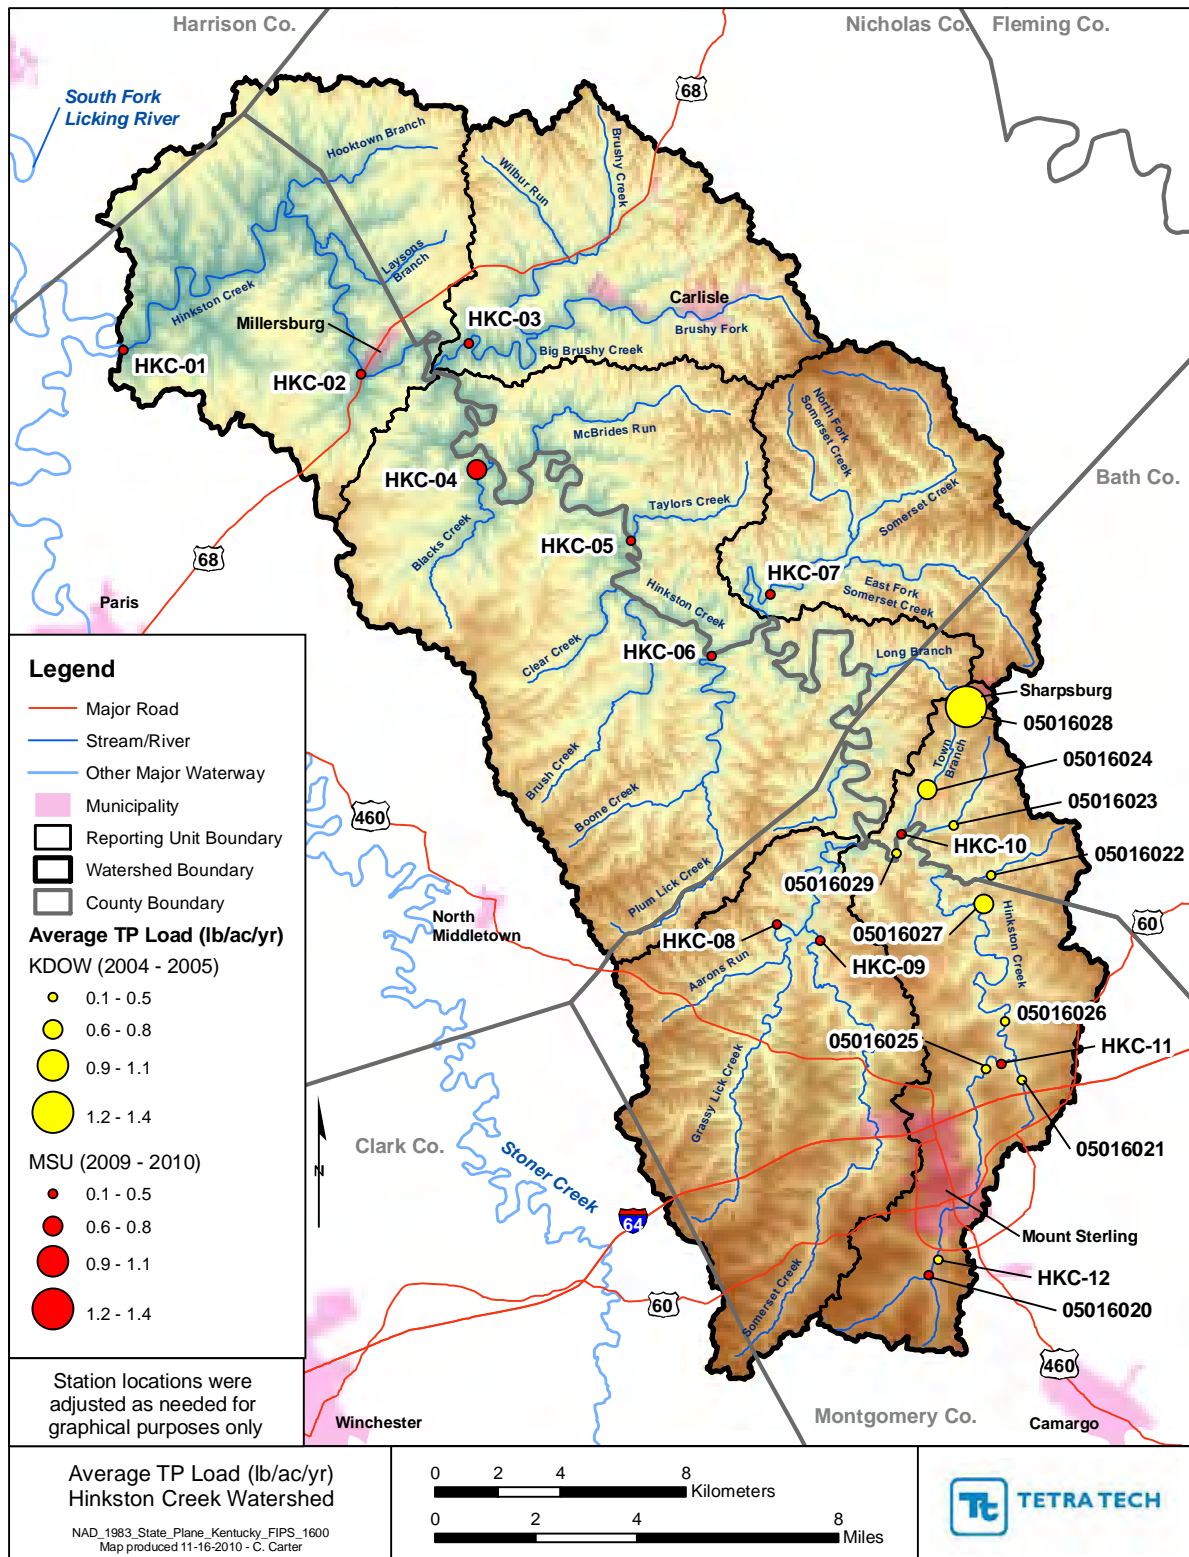 Harrison Co.
Nicholas Co.
Fleming Co.
South Fork
Licking River
68
Hooktown Branch
Wilbur Run
Brushy Creek
Laysons
Branch
Hinkston Creek
Millersburg
Carlisle
HKC-03
Brushy Fork
Big Brushy Creek
HKC-01
HKC-02
McBrides Run
North Fork
Somerset Creek
HKC-04
Bath Co.
Taylors Creek
Somerset Creek
HKC-05
Blacks Creek
68
HKC-07
East Fork
Somerset Creek
Paris
Hinkston Creek
Clear Creek
HKC-06
Long Branch
Sharpsburg
05016028
Town
Branch
05016024
Brush Creek
Boone Creek
05016023
460
HKC-10
05016022
05016029
Plum Lick Creek
North
Middletown
HKC-08
05016027
60
Hinkston Creek
HKC-09
Aarons Run
05016026
05016025
HKC-11
Grassy Lick Creek
05016021
Clark Co.
Stoner Creek
64
Mount Sterling
HKC-12
05016020
Somerset Creek
60
460
Winchester
Montgomery Co.
Camargo
N
Legend
Major Road
Stream/River
Other Major Waterway
Municipality
Reporting Unit Boundary
Watershed Boundary
County Boundary
Average TP Load (lb/ac/yr)
KDOW (2004 - 2005)
0.1 - 0.5
0.6 - 0.8
0.9 - 1.1
1.2 - 1.4
MSU (2009 - 2010)
0.1 - 0.5
0.6 - 0.8
0.9 - 1.1
1.2 - 1.4
Station locations were
adjusted as needed for
graphical purposes only
Average TP Load (lb/ac/yr)
Hinkston Creek Watershed
NAD_1983_State_Plane_Kentucky_FIPS_1600
Map produced 11-16-2010 - C. Carter
0 2 4 8
Kilometers
0 2 4 8
Miles
Tt TETRA TECH